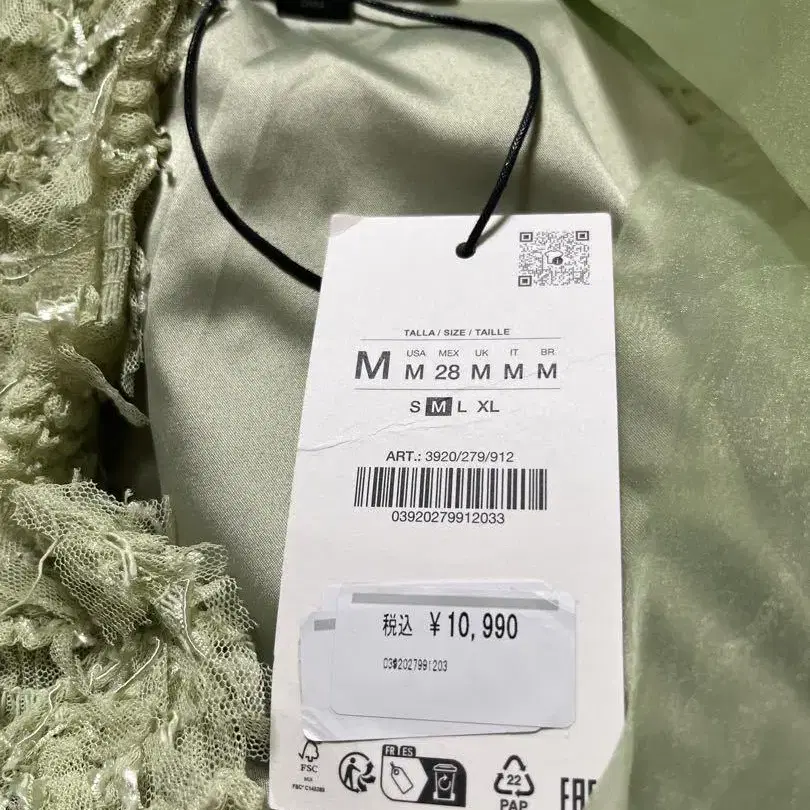 TALLA / SIZE / TAILLE
M USA M MEX 28 UK M IT M BR M
S M L XL
ART.: 3920/279/912
03920279912033
税込 ¥10,990
FR ES
FSC
22
PAP